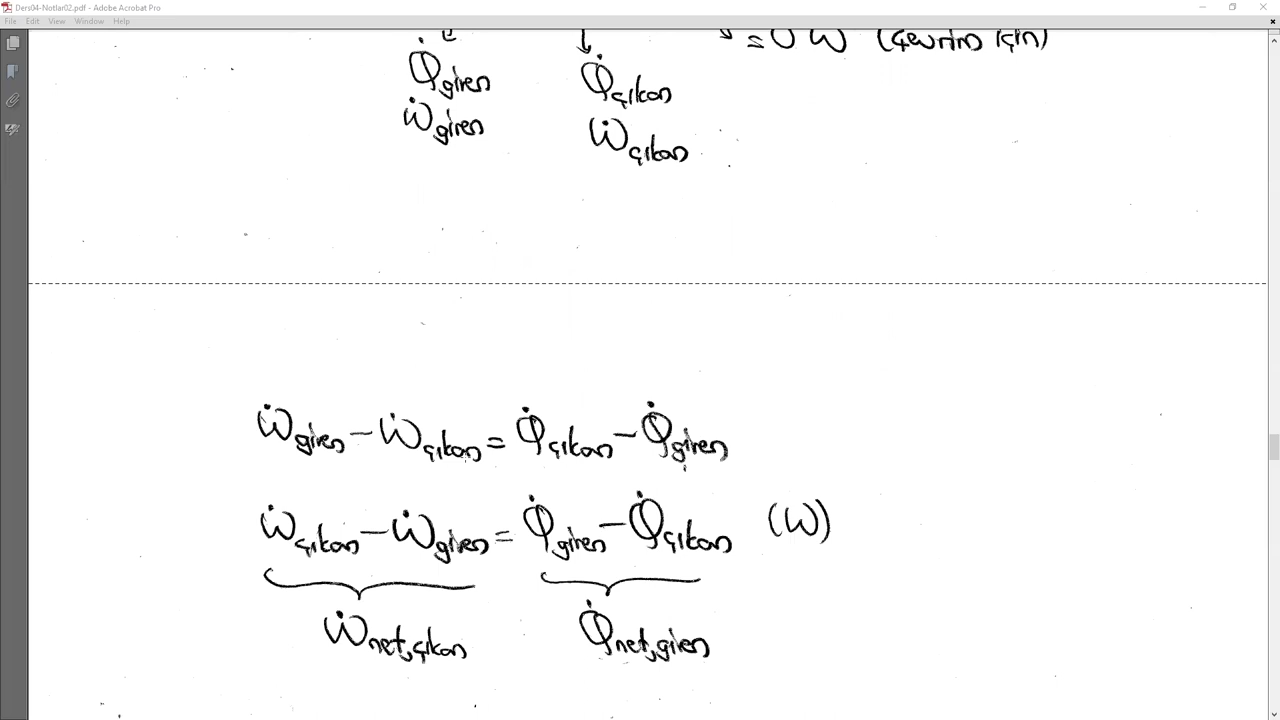 Ders04-Notlar02.pdf - Adobe Acrobat Pro
File Edit View Window Help
= 0 W (çevrim için)
Q̇giren Q̇çıkan
Ẇgiren Ẇçıkan
Ẇgiren − Ẇçıkan = Q̇çıkan − Q̇giren
Ẇçıkan − Ẇgiren = Q̇giren − Q̇çıkan (W)
Ẇnet,çıkan Q̇net,giren